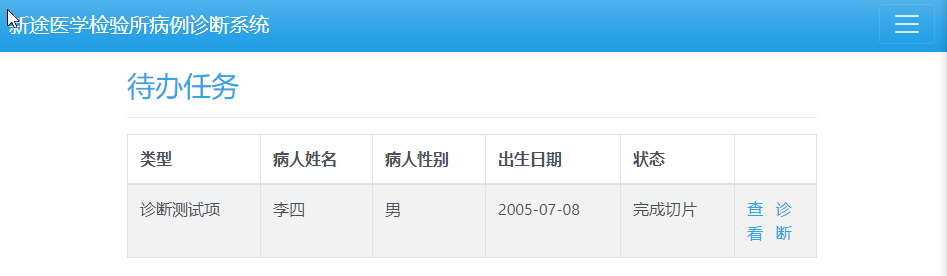 新途医学检验所病例诊断系统
待办任务
类型 病人姓名 病人性别 出生日期 状态
诊断测试项 李四 男 2005-07-08 完成切片 查看 诊断